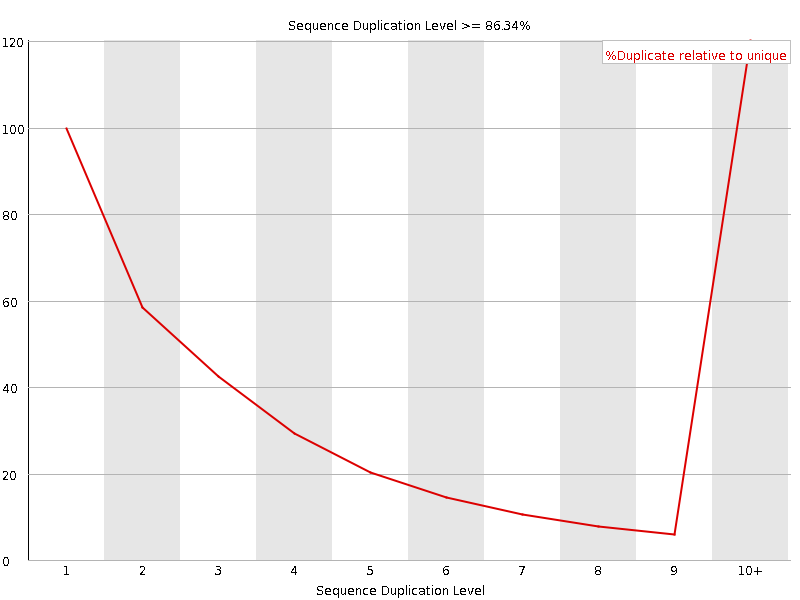 Sequence Duplication Level >= 86.34%
%Duplicate relative to unique
120
100
80
60
40
20
0
1 2 3 4 5 6 7 8 9 10+
Sequence Duplication Level